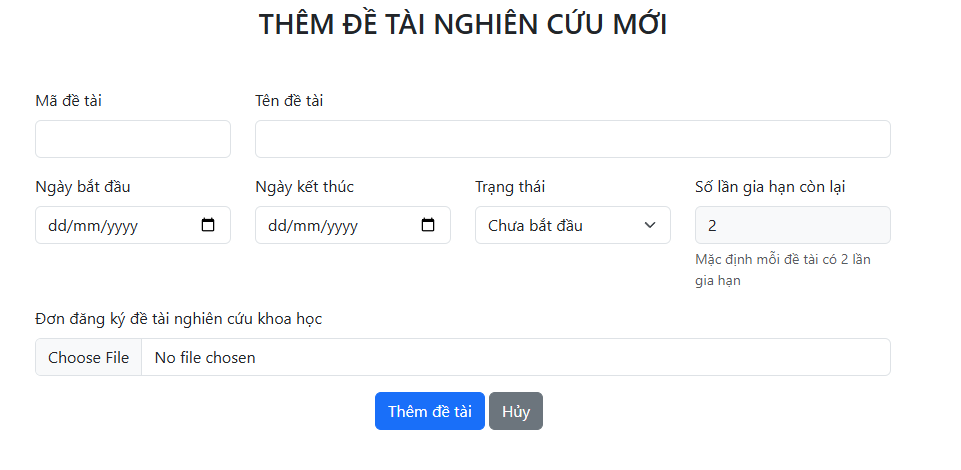 THÊM ĐỀ TÀI NGHIÊN CỨU MỚI
Mã đề tài
Tên đề tài
Ngày bắt đầu
Ngày kết thúc
Trạng thái
Số lần gia hạn còn lại
dd/mm/yyyy
dd/mm/yyyy
Chưa bắt đầu
2
Mặc định mỗi đề tài có 2 lần
gia hạn
Đơn đăng ký đề tài nghiên cứu khoa học
Choose File No file chosen
Thêm đề tài
Hủy